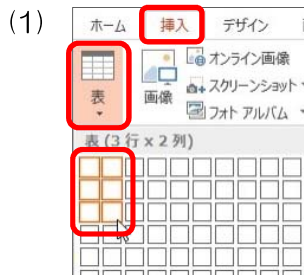 (1)
ホーム 挿入 デザイン
表
画像
オンライン画像
スクリーンショット
フォト アルバム
表 (3 行 x 2 列)